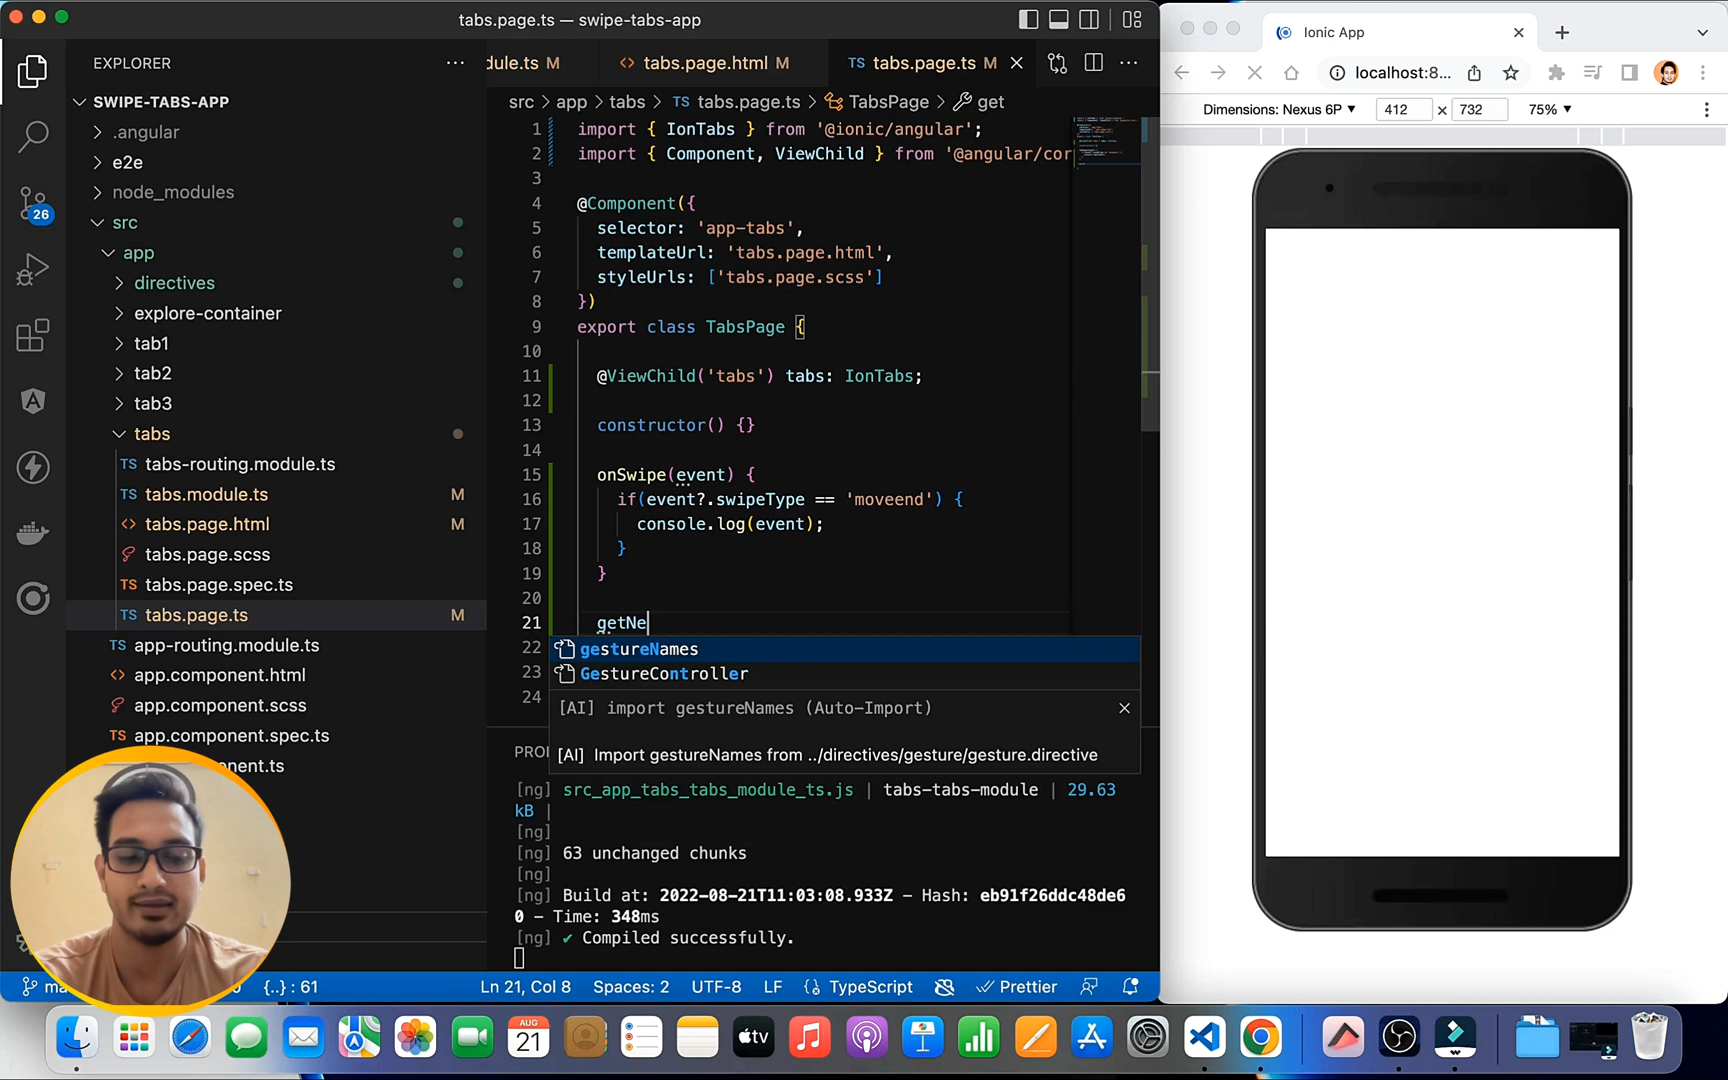 tabs.page.ts — swipe-tabs-app
EXPLORER
SWIPE-TABS-APP
.angular
e2e
node_modules
src
app
directives
explore-container
tab1
tab2
tab3
tabs
tabs-routing.module.ts
tabs.module.ts M
tabs.page.html M
tabs.page.scss
tabs.page.spec.ts
tabs.page.ts M
app-routing.module.ts
app.component.html
app.component.scss
app.component.spec.ts
nent.ts
26
dule.ts M
tabs.page.html M
TS tabs.page.ts M
src > app > tabs > TS tabs.page.ts > TabsPage > get
1 import { IonTabs } from '@ionic/angular';
2 import { Component, ViewChild } from '@angular/cor
3
4 @Component({
5 selector: 'app-tabs',
6 templateUrl: 'tabs.page.html',
7 styleUrls: ['tabs.page.scss']
8 })
9 export class TabsPage {
10
11 @ViewChild('tabs') tabs: IonTabs;
12
13 constructor() {}
14
15 onSwipe(event) {
16 if(event?.swipeType == 'moveend') {
17 console.log(event);
18 }
19 }
20
21 getNe
22
23
24
gestureNames
GestureController
[AI] import gestureNames (Auto-Import)
[AI] Import gestureNames from ../directives/gesture/gesture.directive
PRO
[ng] src_app_tabs_tabs_module_ts.js | tabs-tabs-module | 29.63
kB |
[ng]
[ng] 63 unchanged chunks
[ng]
[ng] Build at: 2022-08-21T11:03:08.933Z - Hash: eb91f26ddc48de6
0 - Time: 348ms
[ng] ✔ Compiled successfully.
ma
{..} : 61
Ln 21, Col 8 Spaces: 2 UTF-8 LF TypeScript Prettier
Ionic App
localhost:8...
Dimensions: Nexus 6P 412 × 732 75%
AUG
21
tv